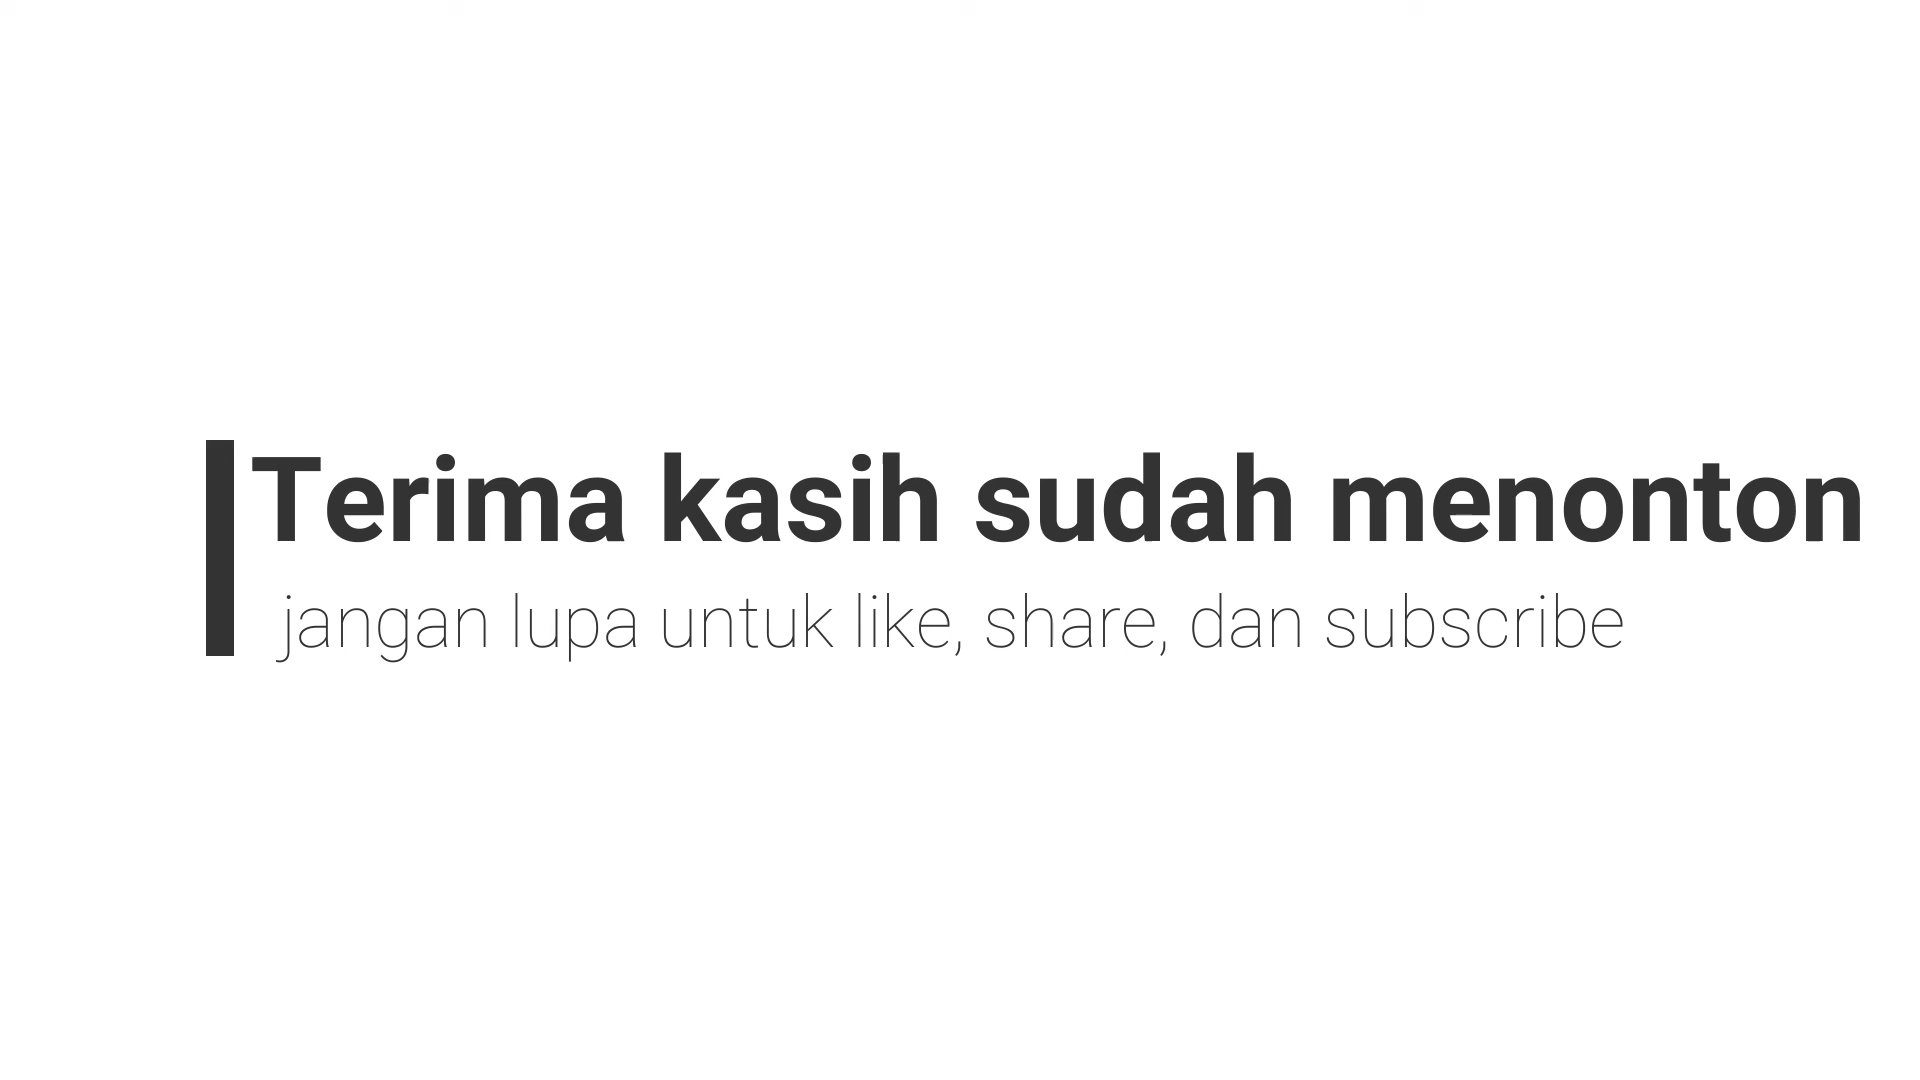 Terima kasih sudah menonton
jangan lupa untuk like, share, dan subscribe